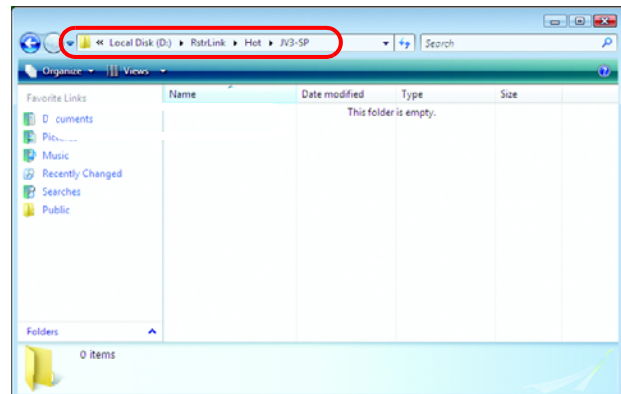 « Local Disk (D:) ▸ RstrLink ▸ Hot ▸ JV3-SP Search
Organize Views
Favorite Links
Name Date modified Type Size
This folder is empty.
D cuments
Music
Recently Changed
Searches
Public
Folders
0 items